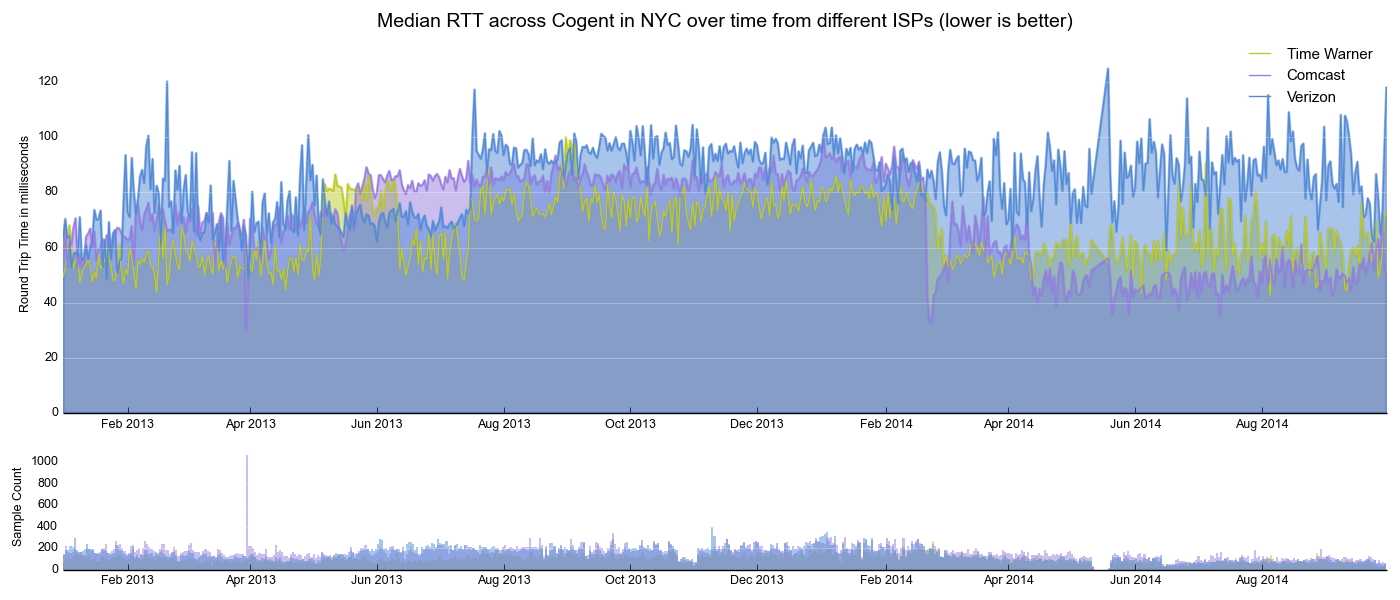 Median RTT across Cogent in NYC over time from different ISPs (lower is better)
Time Warner
Comcast
Verizon
Round Trip Time in milliseconds
120
100
80
60
40
20
0
Feb 2013 Apr 2013 Jun 2013 Aug 2013 Oct 2013 Dec 2013 Feb 2014 Apr 2014 Jun 2014 Aug 2014
Sample Count
1000
800
600
400
200
0
Feb 2013 Apr 2013 Jun 2013 Aug 2013 Oct 2013 Dec 2013 Feb 2014 Apr 2014 Jun 2014 Aug 2014